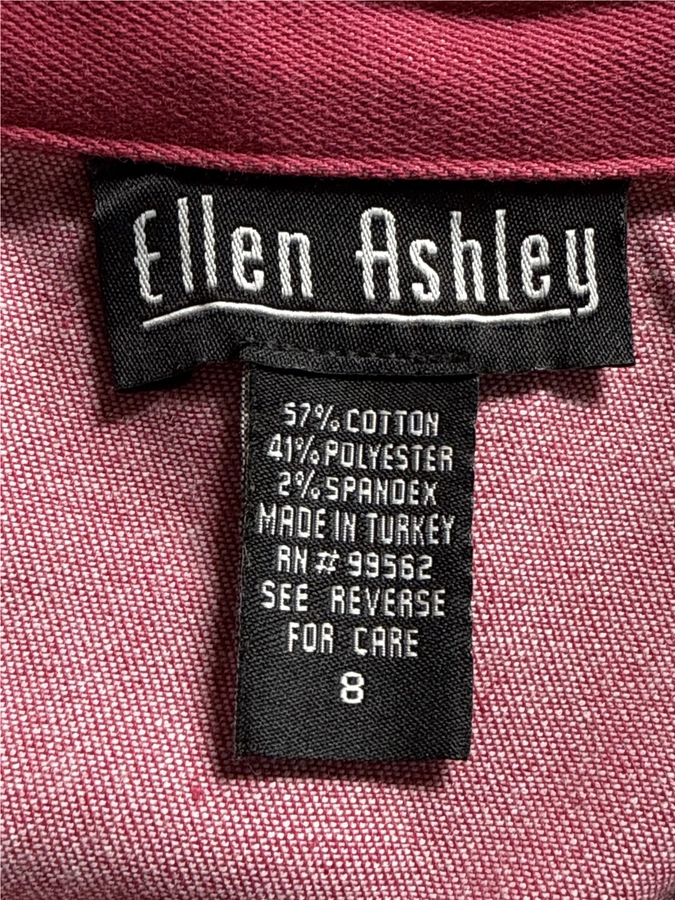 Ellen Ashley
57% COTTON
41% POLYESTER
2% SPANDEX
MADE IN TURKEY
RN # 99562
SEE REVERSE
FOR CARE
8